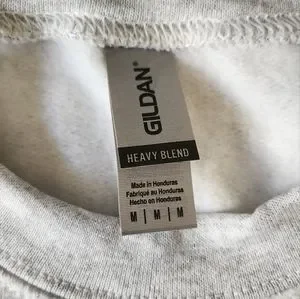 GILDAN®
HEAVY BLEND
Made in Honduras
Fabriqué au Honduras
Hecho en Honduras
M | M | M